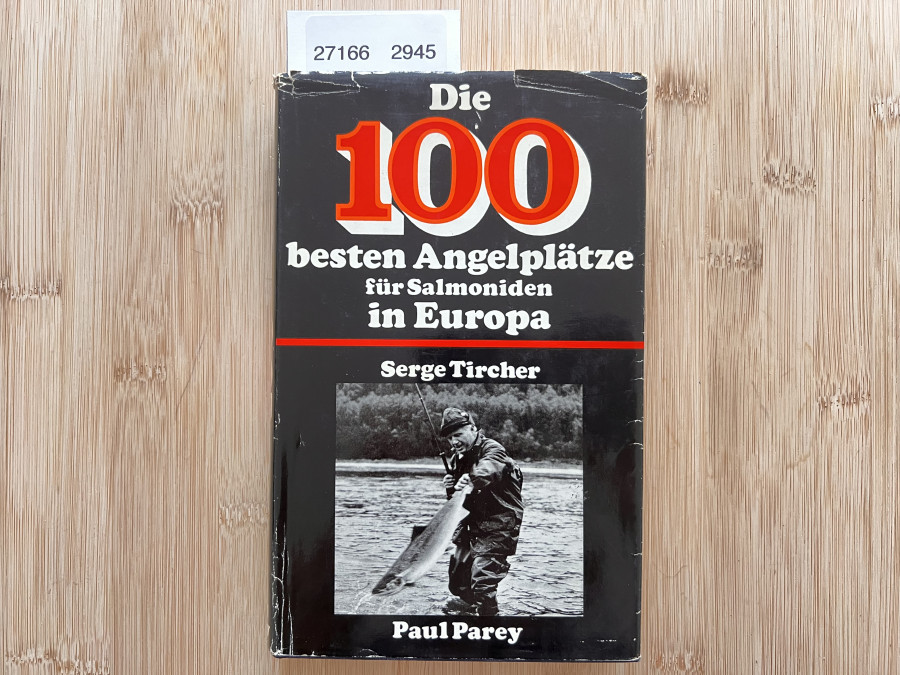 27166 2945
Die
100
besten Angelplätze
für Salmoniden
in Europa
Serge Tircher
Paul Parey